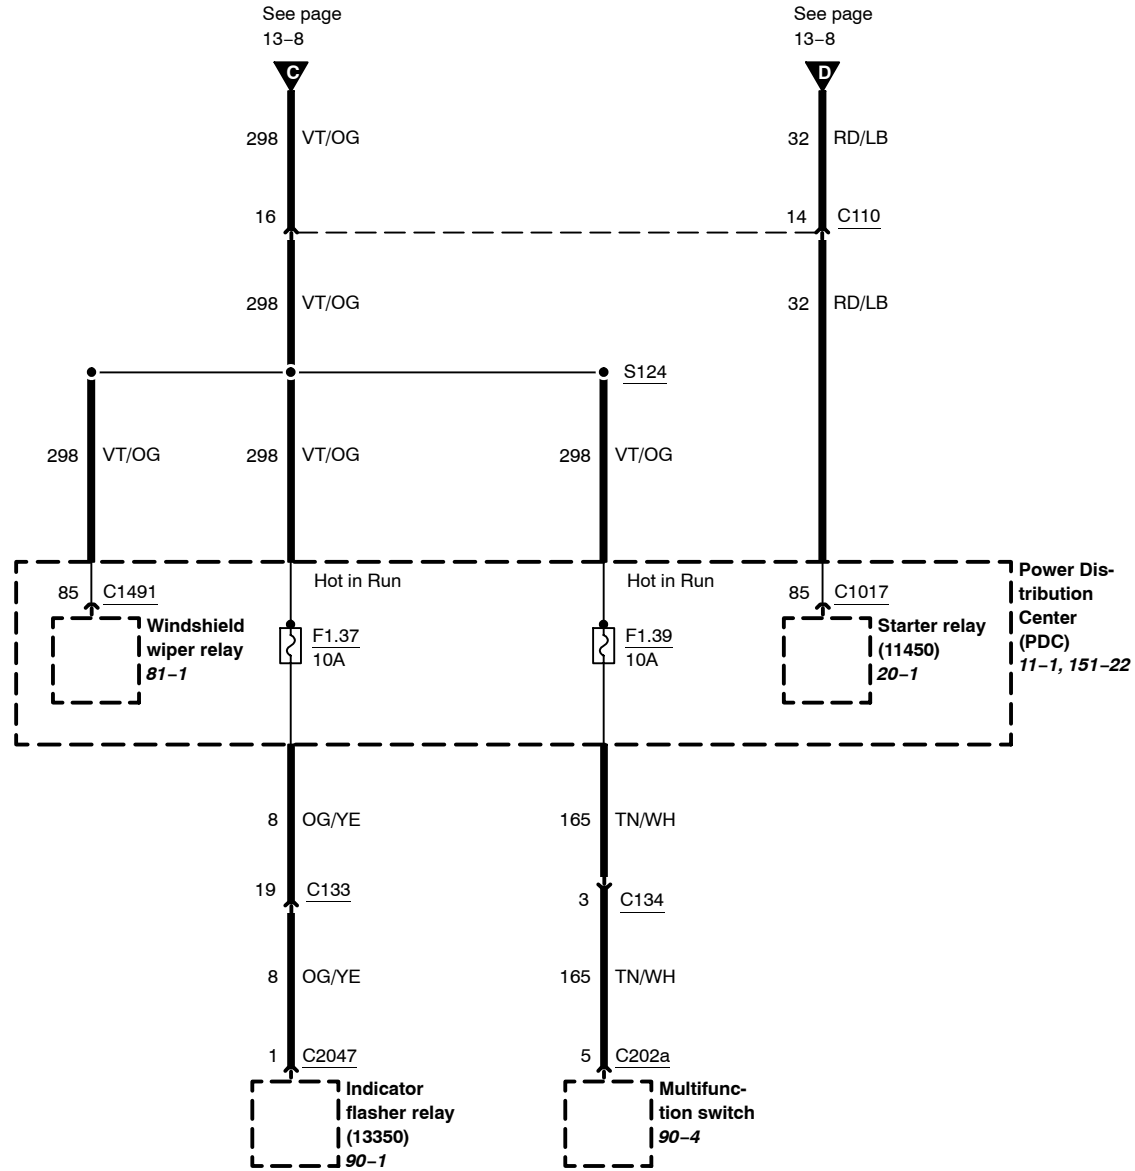 See page
13–8
C
See page
13–8
D
298 VT/OG
32 RD/LB
16
14 C110
298 VT/OG
32 RD/LB
S124
298 VT/OG
298 VT/OG
298 VT/OG
Hot in Run
Hot in Run
Power Dis-
tribution
Center
(PDC)
11–1, 151–22
85 C1491
Windshield
wiper relay
81–1
F1.37
10A
F1.39
10A
85 C1017
Starter relay
(11450)
20–1
8 OG/YE
165 TN/WH
19 C133
3 C134
8 OG/YE
165 TN/WH
1 C2047
5 C202a
Indicator
flasher relay
(13350)
90–1
Multifunc-
tion switch
90–4